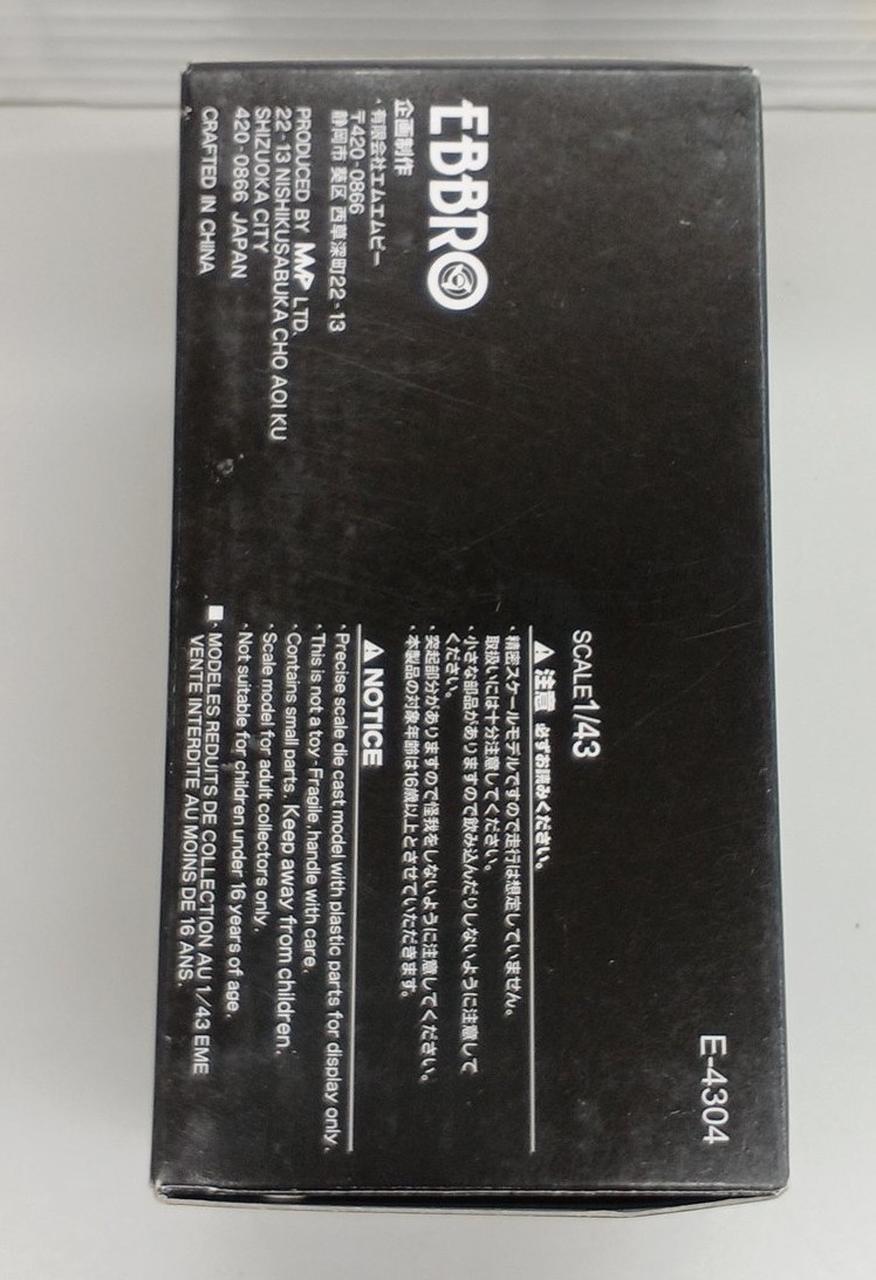 EBBRO
企画制作
・有限会社エムエムピー
〒420-0866
静岡市 葵区 西草深町22-13
PRODUCED BY MMP LTD.
22-13 NISHIKUSABUKA CHO AOI KU
SHIZUOKA CITY
420-0866 JAPAN
CRAFTED IN CHINA
E-4304
SCALE1/43
⚠ 注意 必ずお読みください。
・精密スケールモデルですので走行は想定していません。
取扱いには十分注意してください。
・小さな部品がありますので飲み込んだりしないように注意して
ください。
・突起部分がありますので怪我をしないように注意してください。
・本製品の対象年齢は16歳以上とさせていただきます。
⚠ NOTICE
・Precise scale die cast model with plastic parts for display only.
・This is not a toy・Fragile,handle with care.
・Contains small parts. Keep away from children.
・Scale model for adult collectors only.
・Not suitable for children under 16 years of age.
■・MODELES REDUITS DE COLLECTION AU 1/43 EME
VENTE INTERDITE AU MOINS DE 16 ANS.